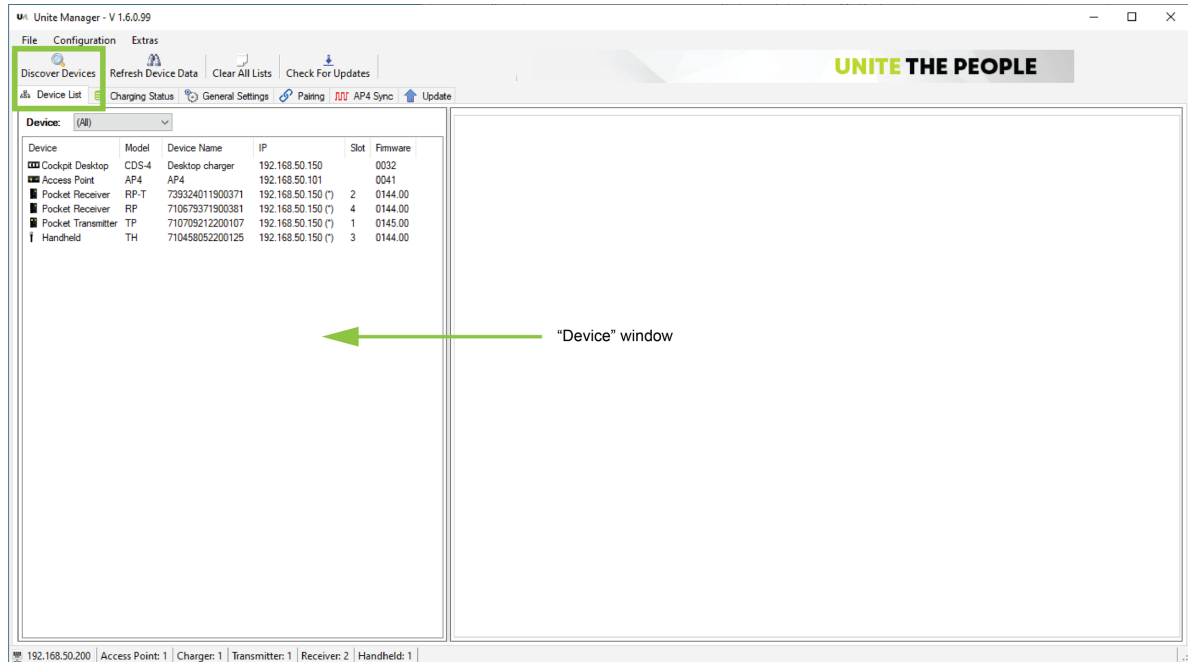 UA Unite Manager - V 1.6.0.99
File Configuration Extras
Discover Devices Refresh Device Data Clear All Lists Check For Updates
UNITE THE PEOPLE
Device List Charging Status General Settings Pairing AP4 Sync Update
Device: (All)
Device Model Device Name IP Slot Firmware
Cockpit Desktop CDS-4 Desktop charger 192.168.50.150 0032
Access Point AP4 AP4 192.168.50.101 0041
Pocket Receiver RP-T 739324011900371 192.168.50.150 (*) 2 0144.00
Pocket Receiver RP 710679371900381 192.168.50.150 (*) 4 0144.00
Pocket Transmitter TP 710709212200107 192.168.50.150 (*) 1 0145.00
Handheld TH 710458052200125 192.168.50.150 (*) 3 0144.00
“Device” window
192.168.50.200 Access Point: 1 Charger: 1 Transmitter: 1 Receiver: 2 Handheld: 1